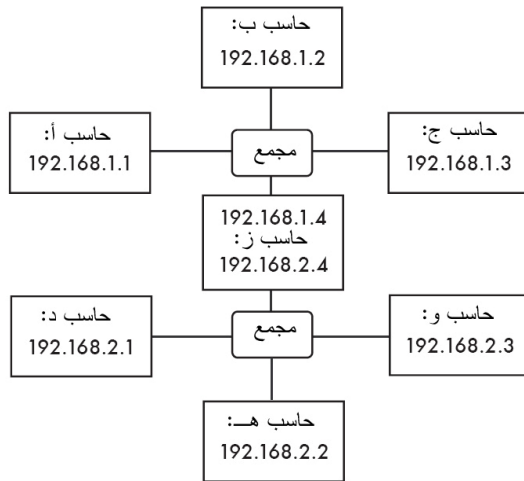 حاسب ب:
192.168.1.2
حاسب أ:
192.168.1.1
مجمع
حاسب ج:
192.168.1.3
192.168.1.4
حاسب ز:
192.168.2.4
حاسب د:
192.168.2.1
مجمع
حاسب و:
192.168.2.3
حاسب هـ:
192.168.2.2